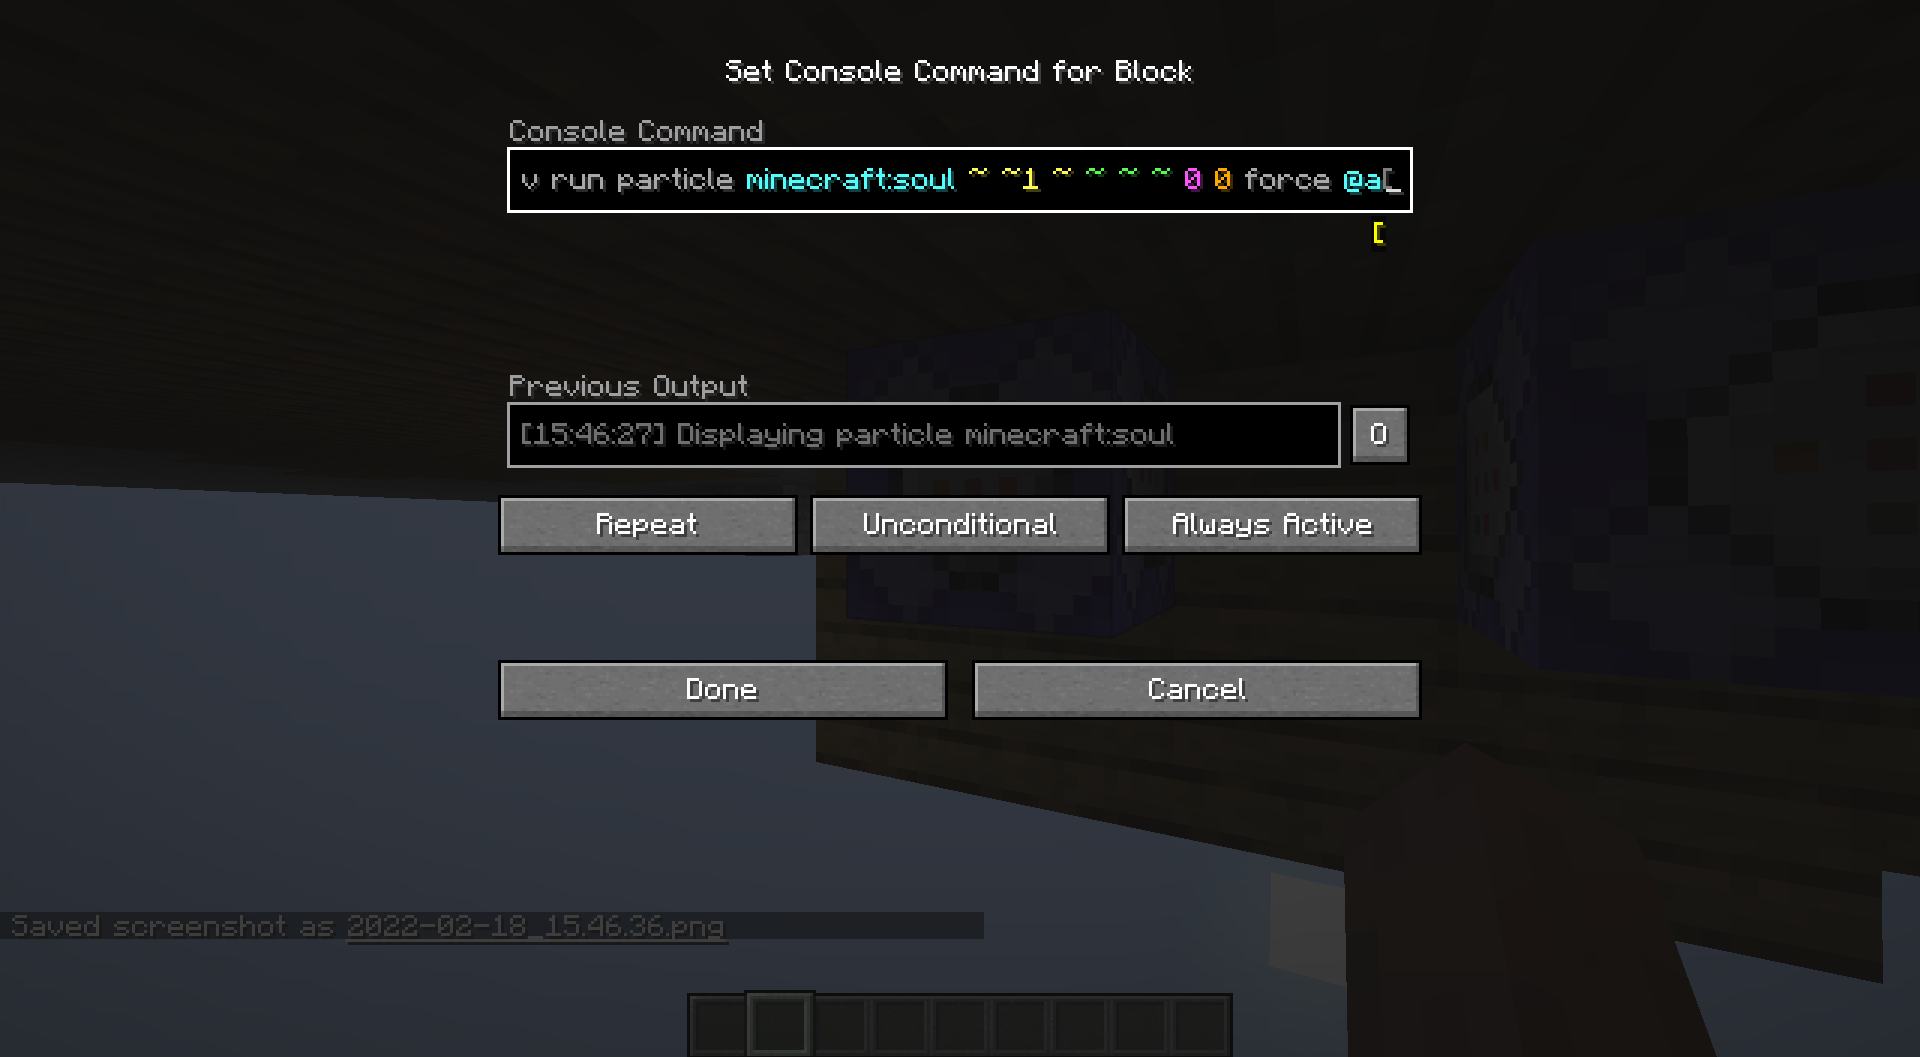 Set Console Command for Block
Console Command
v run particle minecraft:soul ~ ~1 ~ ~ ~ ~ 0 0 force @a[_
[
Previous Output
[15:46:27] Displaying particle minecraft:soul
O
Repeat
Unconditional
Always Active
Done
Cancel
Saved screenshot as 2022-02-18_15.46.36.png